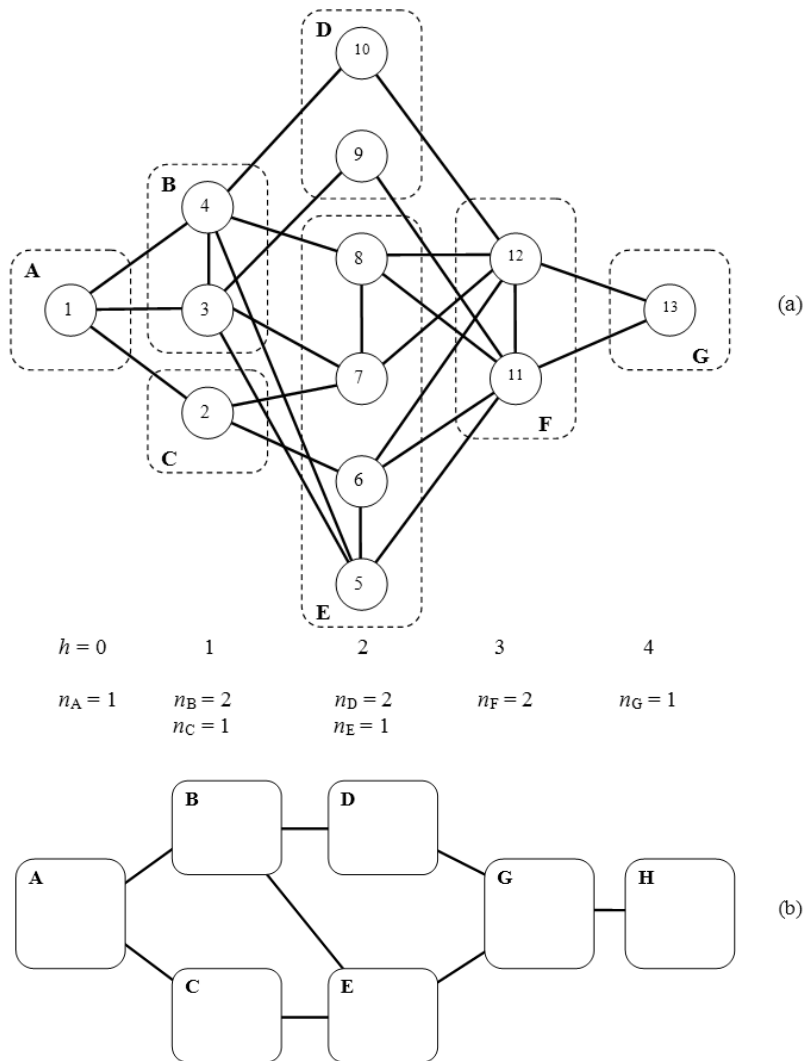 D
10
9
B
4
A
8
12
1
3
13
(a)
7
11
G
2
F
C
6
5
E
h = 0 1 2 3 4
nA = 1 nB = 2 nD = 2 nF = 2 nG = 1
nC = 1 nE = 1
B D
A G H
(b)
C E